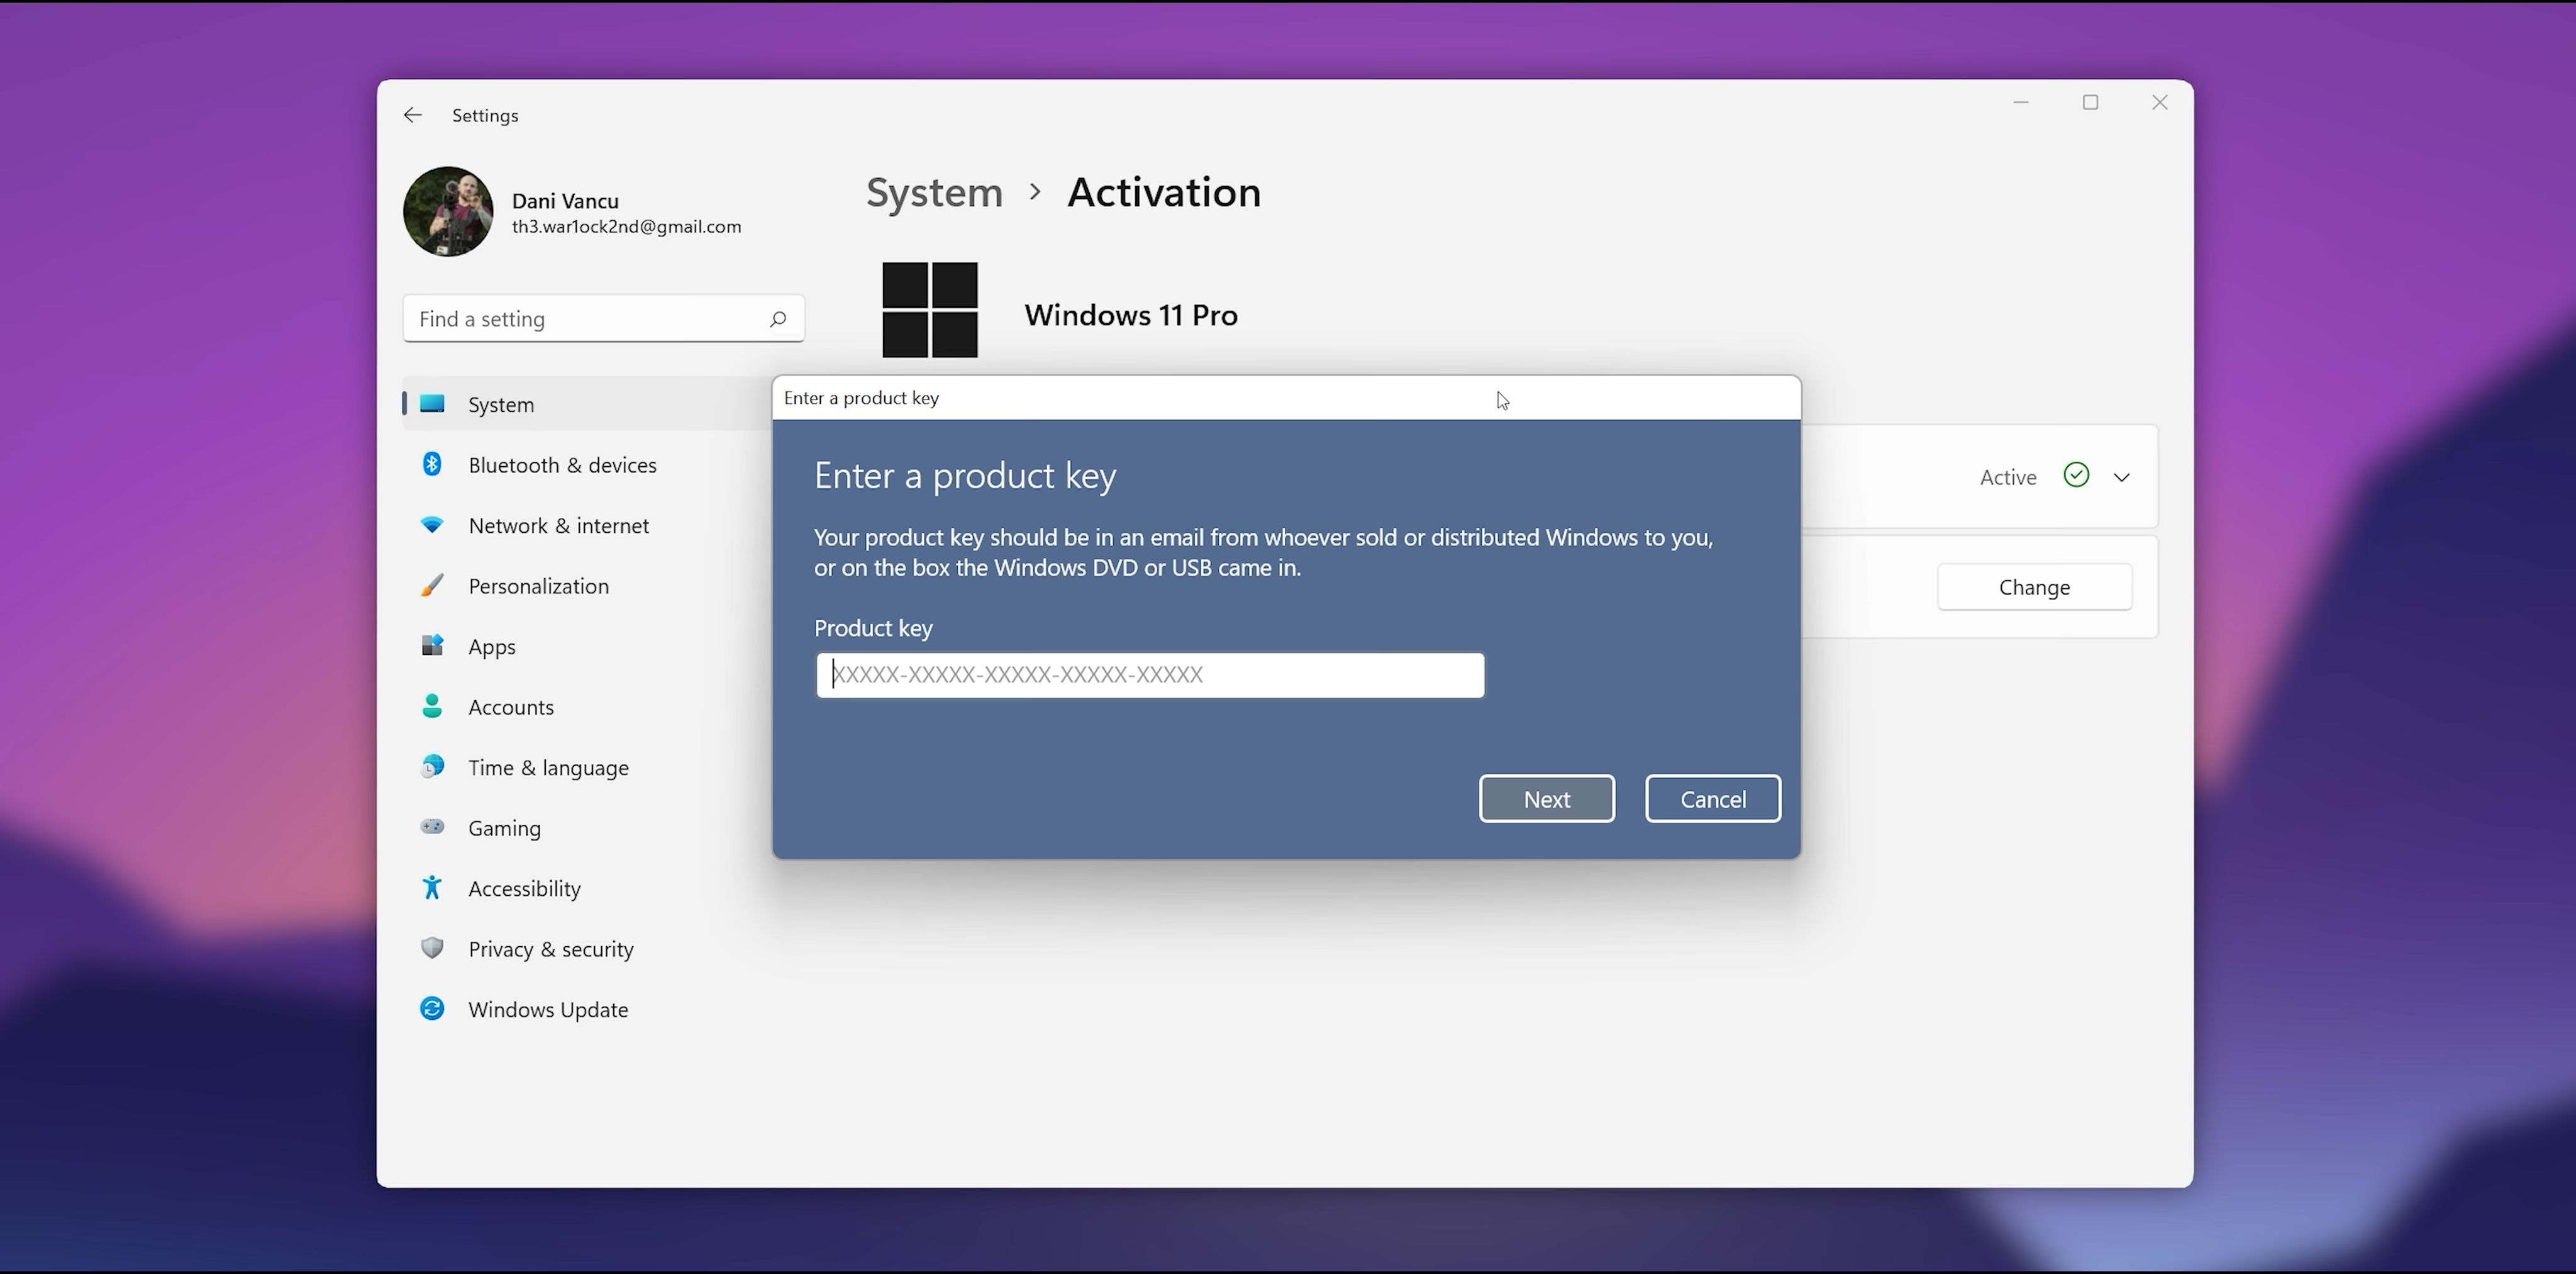 Settings
Dani Vancu
th3.war1ock2nd@gmail.com
Find a setting
System
Bluetooth & devices
Network & internet
Personalization
Apps
Accounts
Time & language
Gaming
Accessibility
Privacy & security
Windows Update
System > Activation
Windows 11 Pro
Active
Change
Enter a product key
Enter a product key
Your product key should be in an email from whoever sold or distributed Windows to you,
or on the box the Windows DVD or USB came in.
Product key
XXXXX-XXXXX-XXXXX-XXXXX-XXXXX
Next
Cancel